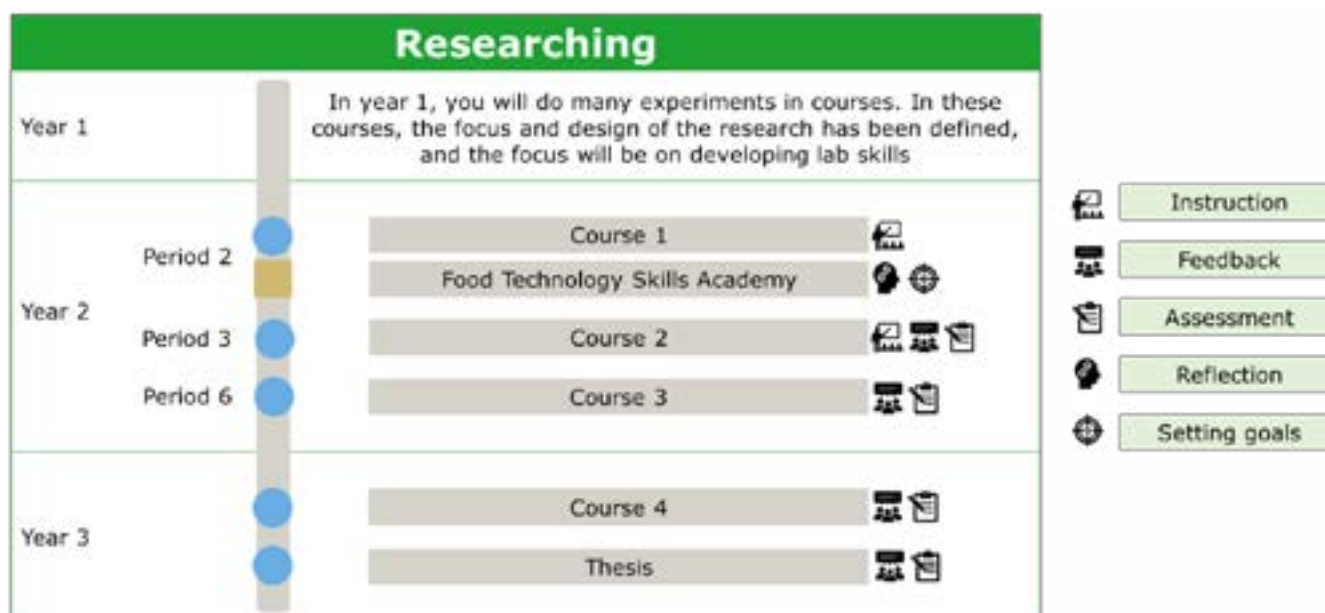 Researching
Year 1
In year 1, you will do many experiments in courses. In these
courses, the focus and design of the research has been defined,
and the focus will be on developing lab skills
Year 2
Period 2
Course 1
Food Technology Skills Academy
Period 3
Course 2
Period 6
Course 3
Year 3
Course 4
Thesis
Instruction
Feedback
Assessment
Reflection
Setting goals